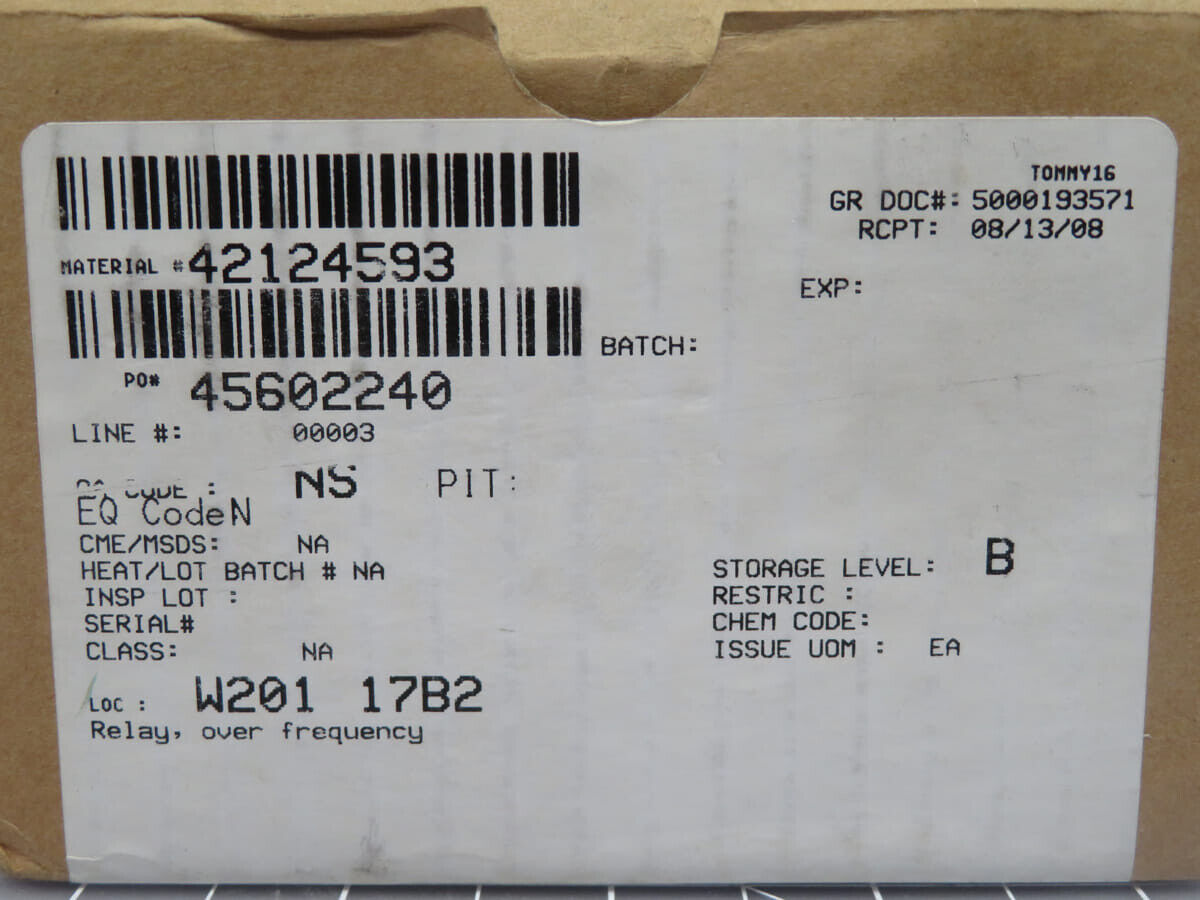 TOMMY16
GR DOC#: 5000193571
RCPT: 08/13/08
MATERIAL # 42124593
EXP:
BATCH:
PO# 45602240
LINE #: 00003
QA CODE : NS PIT:
EQ CodeN
CME/MSDS: NA
HEAT/LOT BATCH # NA
INSP LOT :
SERIAL#
CLASS: NA
STORAGE LEVEL: B
RESTRIC :
CHEM CODE:
ISSUE UOM : EA
LOC : W201 17B2
Relay, over frequency